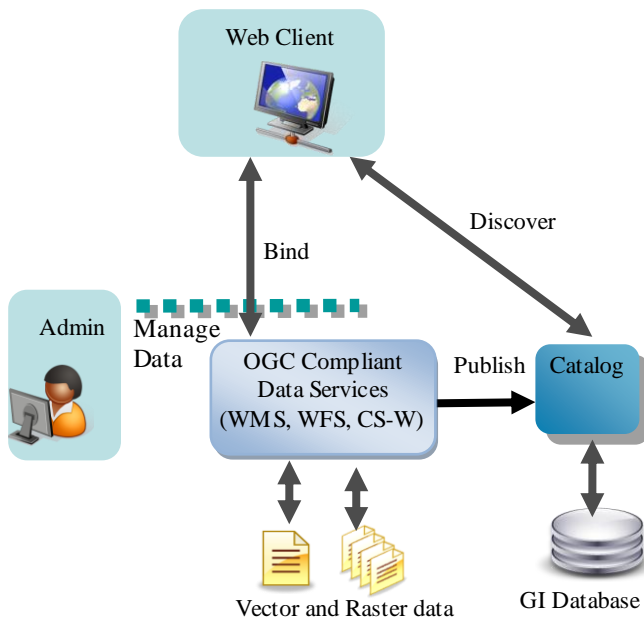 Web Client
Discover
Bind
Admin
Manage
Data
OGC Compliant
Data Services
(WMS, WFS, CS-W)
Publish
Catalog
Vector and Raster data
GI Database